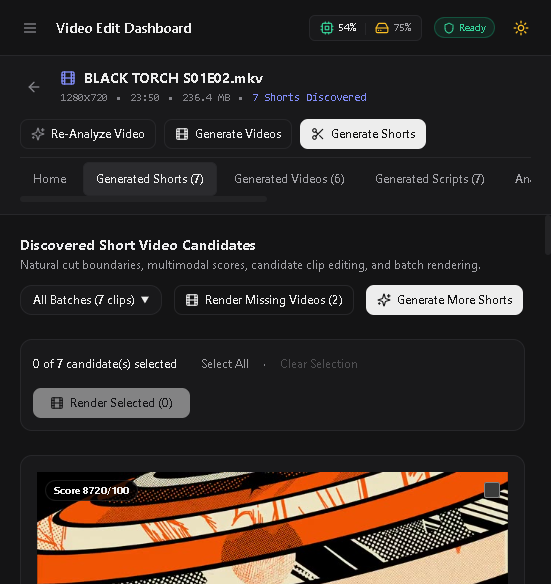 Video Edit Dashboard
54% 75% Ready
BLACK TORCH S01E02.mkv
1280x720 • 23:50 • 236.4 MB • 7 Shorts Discovered
Re-Analyze Video Generate Videos Generate Shorts
Home Generated Shorts (7) Generated Videos (6) Generated Scripts (7) An
Discovered Short Video Candidates
Natural cut boundaries, multimodal scores, candidate clip editing, and batch rendering.
All Batches (7 clips) ▼ Render Missing Videos (2) Generate More Shorts
0 of 7 candidate(s) selected Select All · Clear Selection
Render Selected (0)
Score 8720/100